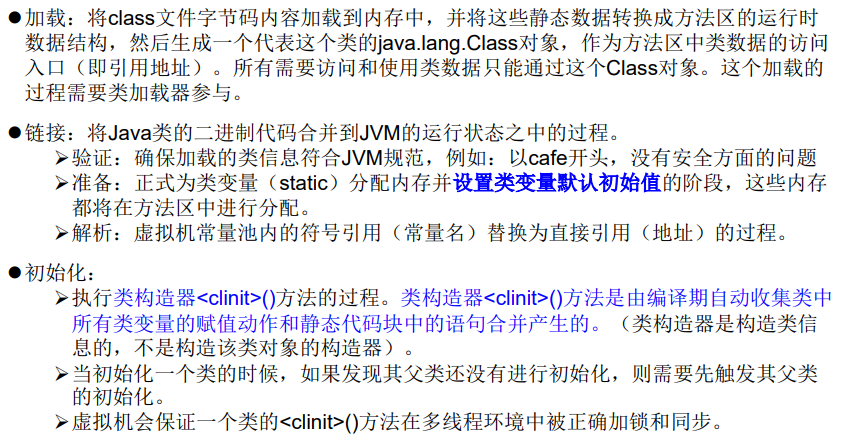 ●加载：将class文件字节码内容加载到内存中，并将这些静态数据转换成方法区的运行时
数据结构，然后生成一个代表这个类的java.lang.Class对象，作为方法区中类数据的访问
入口（即引用地址）。所有需要访问和使用类数据只能通过这个Class对象。这个加载的
过程需要类加载器参与。
●链接：将Java类的二进制代码合并到JVM的运行状态之中的过程。
➢验证：确保加载的类信息符合JVM规范，例如：以cafe开头，没有安全方面的问题
➢准备：正式为类变量（static）分配内存并设置类变量默认初始值的阶段，这些内存
都将在方法区中进行分配。
➢解析：虚拟机常量池内的符号引用（常量名）替换为直接引用（地址）的过程。
●初始化：
➢执行类构造器<clinit>()方法的过程。类构造器<clinit>()方法是由编译期自动收集类中
所有类变量的赋值动作和静态代码块中的语句合并产生的。（类构造器是构造类信
息的，不是构造该类对象的构造器）。
➢当初始化一个类的时候，如果发现其父类还没有进行初始化，则需要先触发其父类
的初始化。
➢虚拟机会保证一个类的<clinit>()方法在多线程环境中被正确加锁和同步。